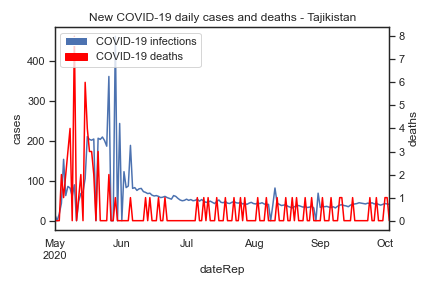 New COVID-19 daily cases and deaths - Tajikistan
COVID-19 infections
COVID-19 deaths
400
300
200
100
0
cases
8
7
6
5
4
3
2
1
0
deaths
May
2020
Jun
Jul
Aug
Sep
Oct
dateRep